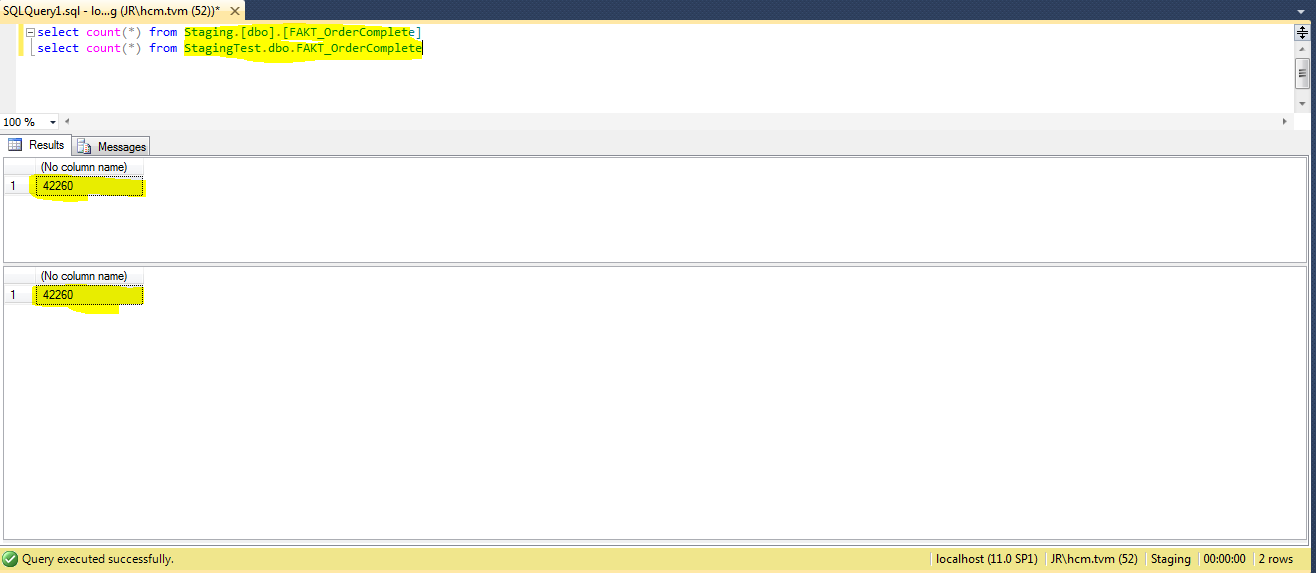 SQLQuery1.sql - lo...g (JR\hcm.tvm (52))*
select count(*) from Staging.[dbo].[FAKT_OrderComplete]
select count(*) from StagingTest.dbo.FAKT_OrderComplete
100 %
Results Messages
(No column name)
1 42260
(No column name)
1 42260
Query executed successfully. localhost (11.0 SP1) JR\hcm.tvm (52) Staging 00:00:00 2 rows